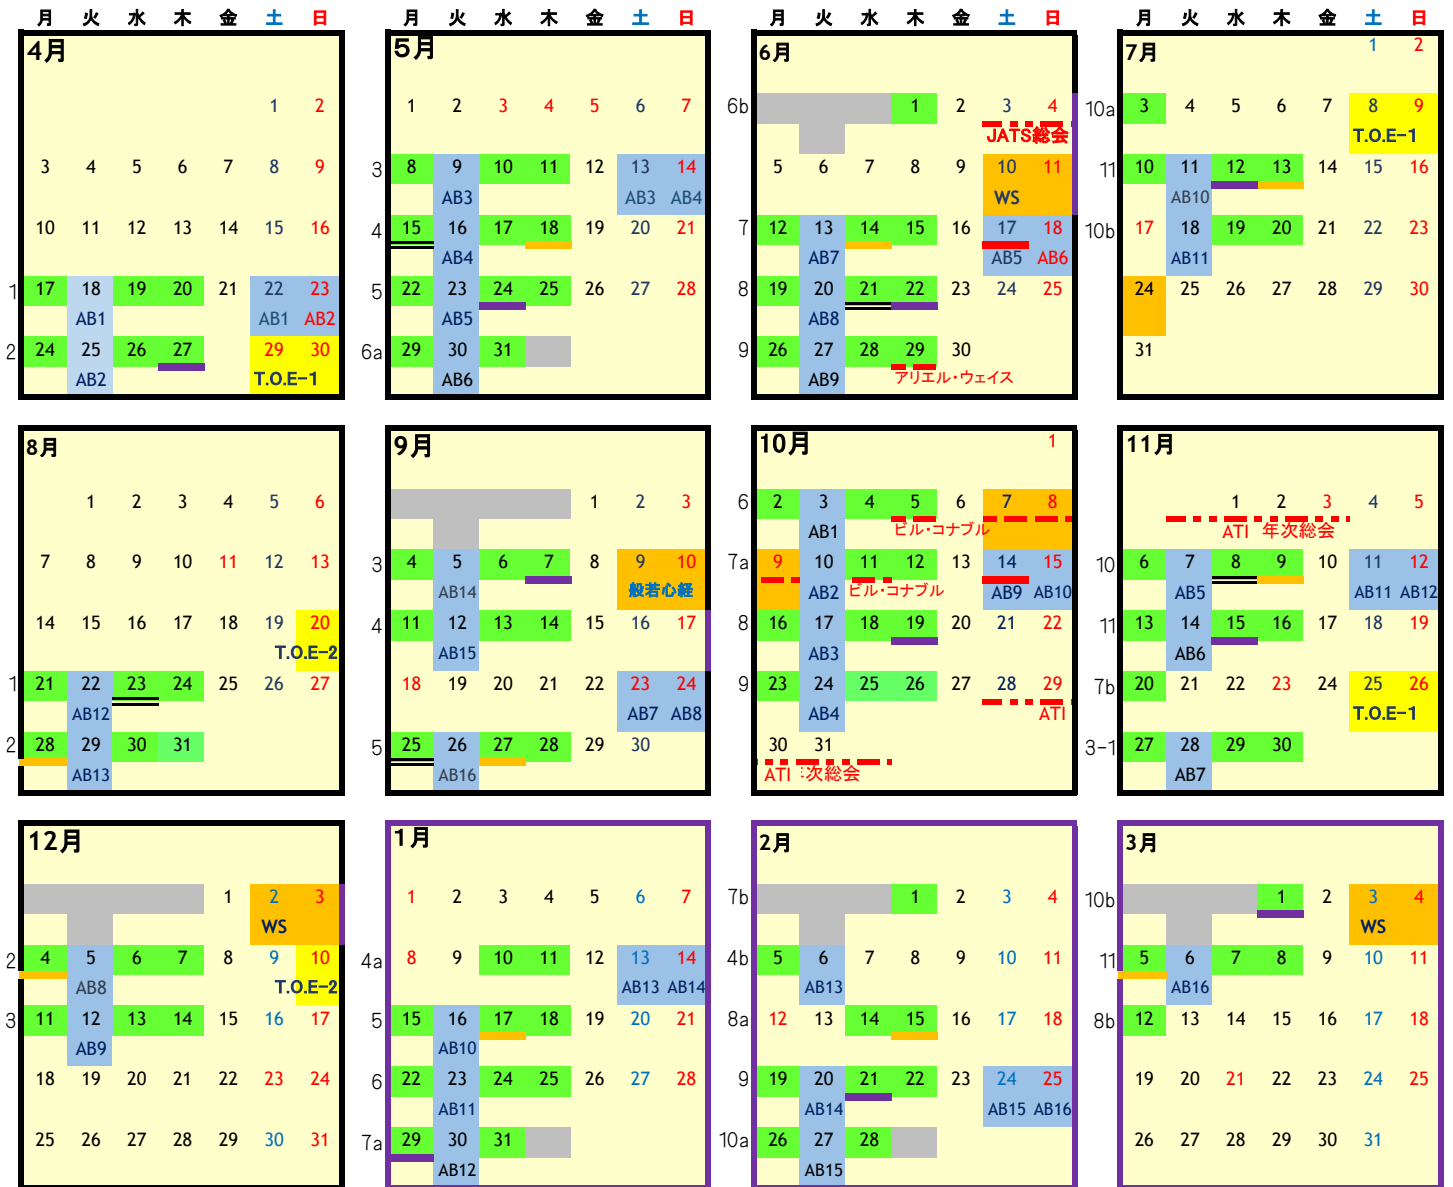 月 火 水 木 金 土 日 月 火 水 木 金 土 日 月 火 水 木 金 土 日 月 火 水 木 金 土 日
4月
1 2
3 4 5 6 7 8 9
10 11 12 13 14 15 16
1 17 18 19 20 21 22 23
AB1 AB1 AB2
2 24 25 26 27 28 29 30
AB2 T.O.E-1
5月
1 2 3 4 5 6 7
3 8 9 10 11 12 13 14
AB3 AB3 AB4
4 15 16 17 18 19 20 21
AB4
5 22 23 24 25 26 27 28
AB5
6a 29 30 31
AB6
6月
6b 1 2 3 4
JATS総会
5 6 7 8 9 10 11
WS
7 12 13 14 15 16 17 18
AB7 AB5 AB6
8 19 20 21 22 23 24 25
AB8
9 26 27 28 29 30
AB9 アリエル・ウェイス
7月
1 2
10a 3 4 5 6 7 8 9
T.O.E-1
11 10 11 12 13 14 15 16
AB10
10b 17 18 19 20 21 22 23
AB11
24 25 26 27 28 29 30
31
8月
1 2 3 4 5 6
7 8 9 10 11 12 13
14 15 16 17 18 19 20
T.O.E-2
1 21 22 23 24 25 26 27
AB12
2 28 29 30 31
AB13
9月
1 2 3
3 4 5 6 7 8 9 10
AB14 般若心経
4 11 12 13 14 15 16 17
AB15
18 19 20 21 22 23 24
AB7 AB8
5 25 26 27 28 29 30
AB16
10月
1
6 2 3 4 5 6 7 8
AB1 ビル・コナブル
7a 9 10 11 12 13 14 15
AB2 ビル・コナブル AB9 AB10
8 16 17 18 19 20 21 22
AB3
9 23 24 25 26 27 28 29
AB4 ATI
30 31
ATI 次総会
11月
1 2 3 4 5
ATI 年次総会
10 6 7 8 9 10 11 12
AB5 AB11 AB12
11 13 14 15 16 17 18 19
AB6
7b 20 21 22 23 24 25 26
T.O.E-1
3-1 27 28 29 30
AB7
12月
1 2 3
WS
2 4 5 6 7 8 9 10
AB8 T.O.E-2
3 11 12 13 14 15 16 17
AB9
18 19 20 21 22 23 24
25 26 27 28 29 30 31
1月
1 2 3 4 5 6 7
4a 8 9 10 11 12 13 14
AB13 AB14
5 15 16 17 18 19 20 21
AB10
6 22 23 24 25 26 27 28
AB11
7a 29 30 31
AB12
2月
7b 1 2 3 4
4b 5 6 7 8 9 10 11
AB13
8a 12 13 14 15 16 17 18
9 19 20 21 22 23 24 25
AB14 AB15 AB16
10a 26 27 28
AB15
3月
10b 1 2 3 4
WS
11 5 6 7 8 9 10 11
AB16
8b 12 13 14 15 16 17 18
19 20 21 22 23 24 25
26 27 28 29 30 31